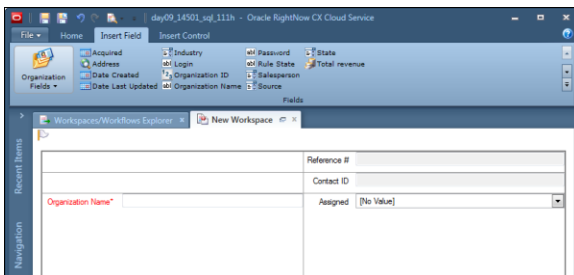 day09_14501_sql_111h - Oracle RightNow CX Cloud Service
File Home Insert Field Insert Control
Acquired Industry Password State
Address Login Rule State Total revenue
Date Created Organization ID Salesperson
Date Last Updated Organization Name Source
Organization Fields
Fields
Workspaces/Workflows Explorer New Workspace
Recent Items
Navigation
Reference #
Contact ID
Organization Name* Assigned [No Value]